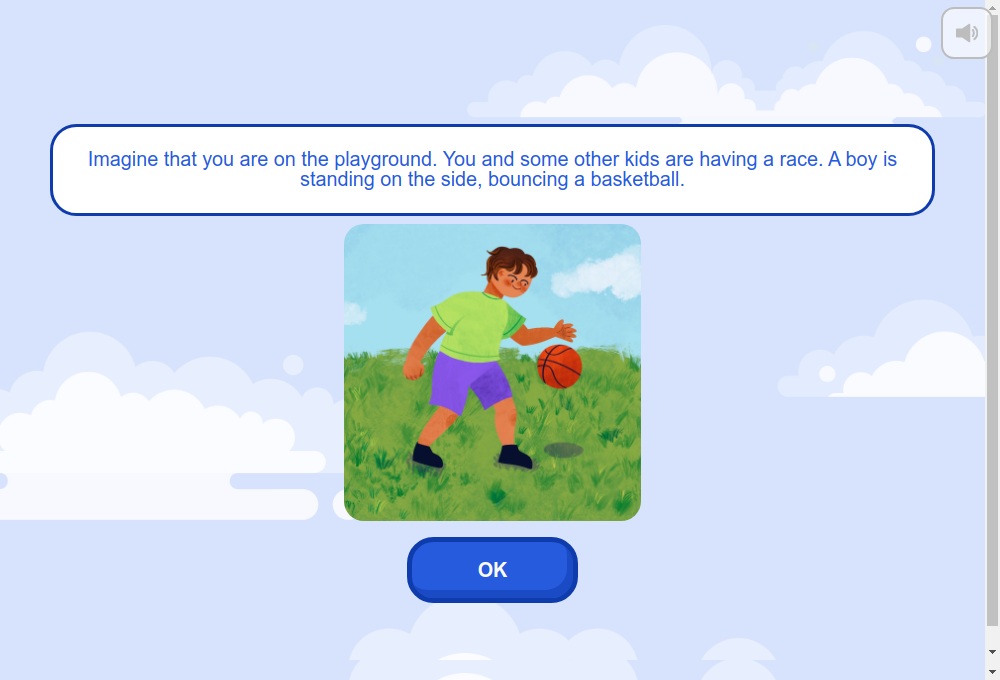 Imagine that you are on the playground. You and some other kids are having a race. A boy is
standing on the side, bouncing a basketball.
OK